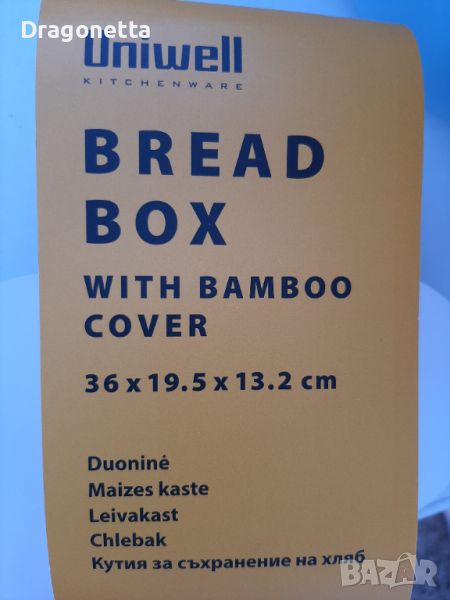 Dragonetta
Uniwell
KITCHENWARE
BREAD
BOX
WITH BAMBOO
COVER
36 x 19.5 x 13.2 cm
Duoninė
Maizes kaste
Leivakast
Chlebak
Кутия за съхранение на хляб
BAZAR